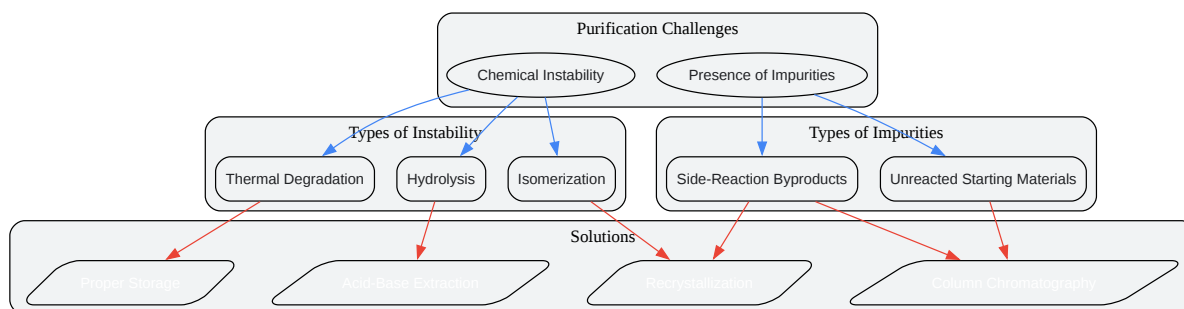 Purification Challenges
Chemical Instability
Presence of Impurities
Types of Instability
Types of Impurities
Thermal Degradation
Hydrolysis
Isomerization
Side-Reaction Byproducts
Unreacted Starting Materials
Solutions
Proper Storage
Acid-Base Extraction
Recrystallization
Column Chromatography